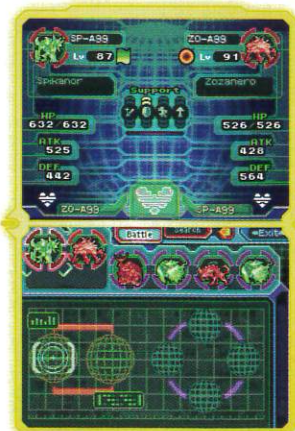 SP-A99 ZO-A99
Lv 87 Lv 91
Spikanor Zozanero
Support
HP HP
632/632 526/526
ATK ATK
525 428
DEF DEF
442 564
ZO-A99 SP-A99
Battle Search Exit